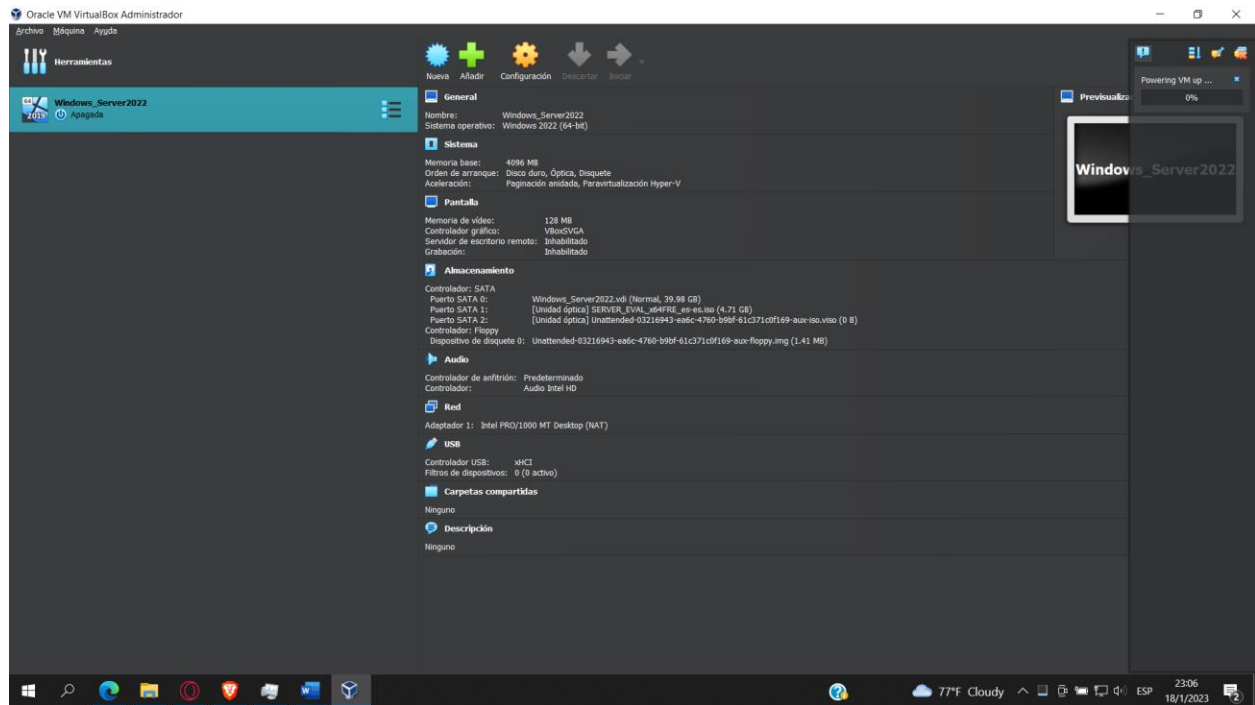 Oracle VM VirtualBox Administrador
Archivo Máquina Ayuda
Herramientas
Nueva Añadir Configuración Descartar Iniciar
Powering VM up ...
0%
64
2019
Windows_Server2022
Apagada
General
Nombre: Windows_Server2022
Sistema operativo: Windows 2022 (64-bit)
Previsualiza
Windows_Server2022
Sistema
Memoria base: 4096 MB
Orden de arranque: Disco duro, Óptica, Disquete
Aceleración: Paginación anidada, Paravirtualización Hyper-V
Pantalla
Memoria de vídeo: 128 MB
Controlador gráfico: VBoxSVGA
Servidor de escritorio remoto: Inhabilitado
Grabación: Inhabilitado
Almacenamiento
Controlador: SATA
Puerto SATA 0: Windows_Server2022.vdi (Normal, 39.98 GB)
Puerto SATA 1: [Unidad óptica] SERVER_EVAL_x64FRE_es-es.iso (4.71 GB)
Puerto SATA 2: [Unidad óptica] Unattended-03216943-ea6c-4760-b9bf-61c371c0f169-aux-iso.viso (0 B)
Controlador: Floppy
Dispositivo de disquete 0: Unattended-03216943-ea6c-4760-b9bf-61c371c0f169-aux-floppy.img (1.41 MB)
Audio
Controlador de anfitrión: Predeterminado
Controlador: Audio Intel HD
Red
Adaptador 1: Intel PRO/1000 MT Desktop (NAT)
USB
Controlador USB: xHCI
Filtros de dispositivos: 0 (0 activo)
Carpetas compartidas
Ninguno
Descripción
Ninguno
77°F Cloudy
ESP
23:06
18/1/2023
2